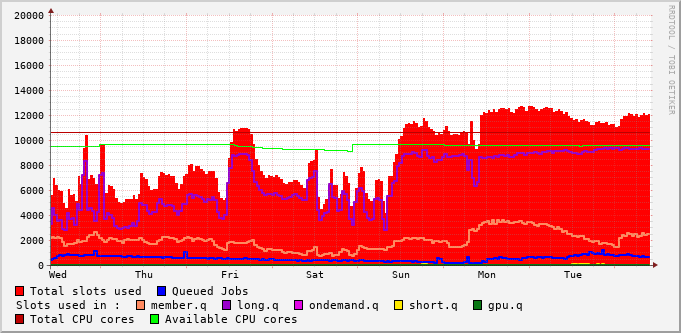 20000
18000
16000
14000
12000
10000
8000
6000
4000
2000
0
Wed Thu Fri Sat Sun Mon Tue
RRDTOOL / TOBI OETIKER
Total slots used Queued Jobs
Slots used in : member.q long.q ondemand.q short.q gpu.q
Total CPU cores Available CPU cores